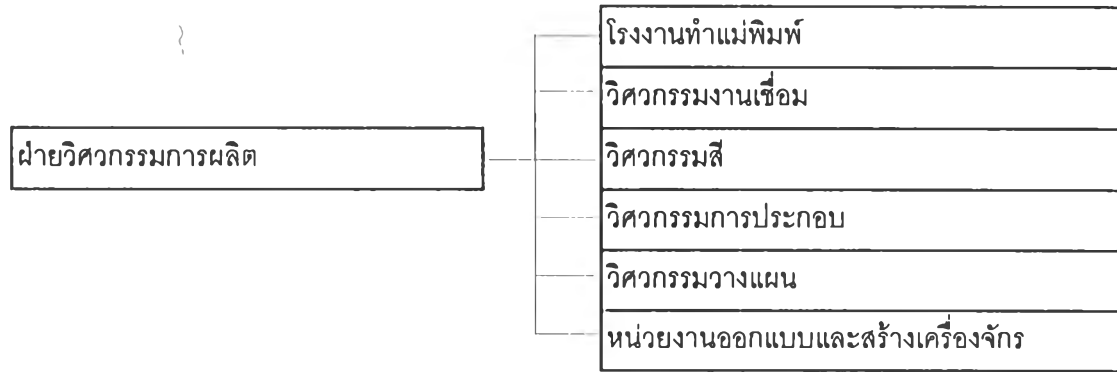 โรงงานทำแม่พิมพ์
วิศวกรรมงานเชื่อม
ฝ่ายวิศวกรรมการผลิต
วิศวกรรมสี
วิศวกรรมการประกอบ
วิศวกรรมวางแผน
หน่วยงานออกแบบและสร้างเครื่องจักร